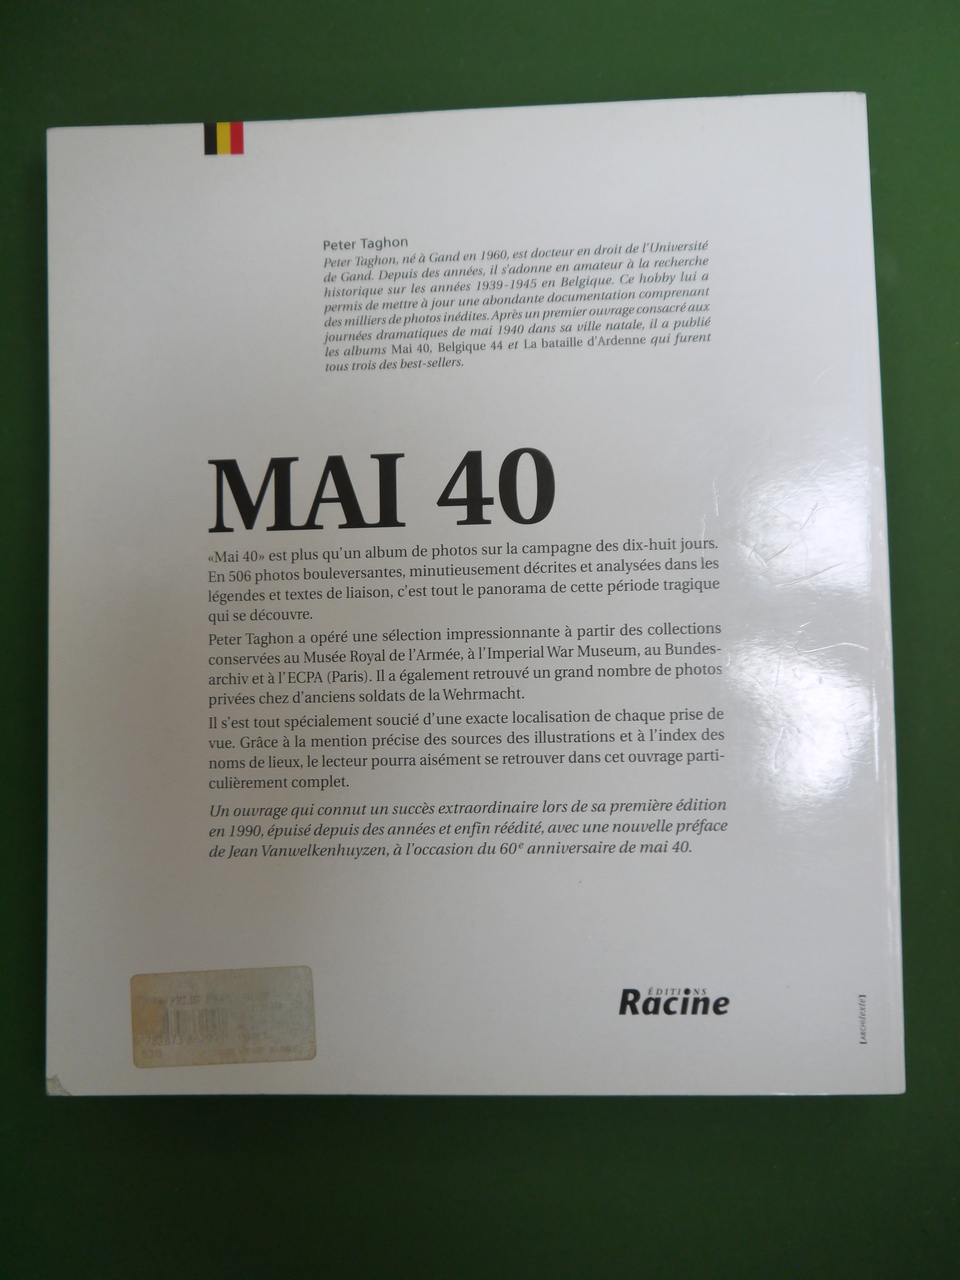 Peter Taghon
Peter Taghon, né à Gand en 1960, est docteur en droit de l'Université
de Gand. Depuis des années, il s'adonne en amateur à la recherche
historique sur les années 1939-1945 en Belgique. Ce hobby lui a
permis de mettre à jour une abondante documentation comprenant
des milliers de photos inédites. Après un premier ouvrage consacré aux
journées dramatiques de mai 1940 dans sa ville natale, il a publié
les albums Mai 40, Belgique 44 et La bataille d'Ardenne qui furent
tous trois des best-sellers.
MAI 40
«Mai 40» est plus qu'un album de photos sur la campagne des dix-huit jours.
En 506 photos bouleversantes, minutieusement décrites et analysées dans les
légendes et textes de liaison, c'est tout le panorama de cette période tragique
qui se découvre.
Peter Taghon a opéré une sélection impressionnante à partir des collections
conservées au Musée Royal de l'Armée, à l'Imperial War Museum, au Bundes-
archiv et à l'ECPA (Paris). Il a également retrouvé un grand nombre de photos
privées chez d'anciens soldats de la Wehrmacht.
Il s'est tout spécialement soucié d'une exacte localisation de chaque prise de
vue. Grâce à la mention précise des sources des illustrations et à l'index des
noms de lieux, le lecteur pourra aisément se retrouver dans cet ouvrage parti-
culièrement complet.
Un ouvrage qui connut un succès extraordinaire lors de sa première édition
en 1990, épuisé depuis des années et enfin réédité, avec une nouvelle préface
de Jean Vanwelkenhuyzen, à l'occasion du 60e anniversaire de mai 40.
ÉDITIONS
Racine
[ARCHITEXTE]